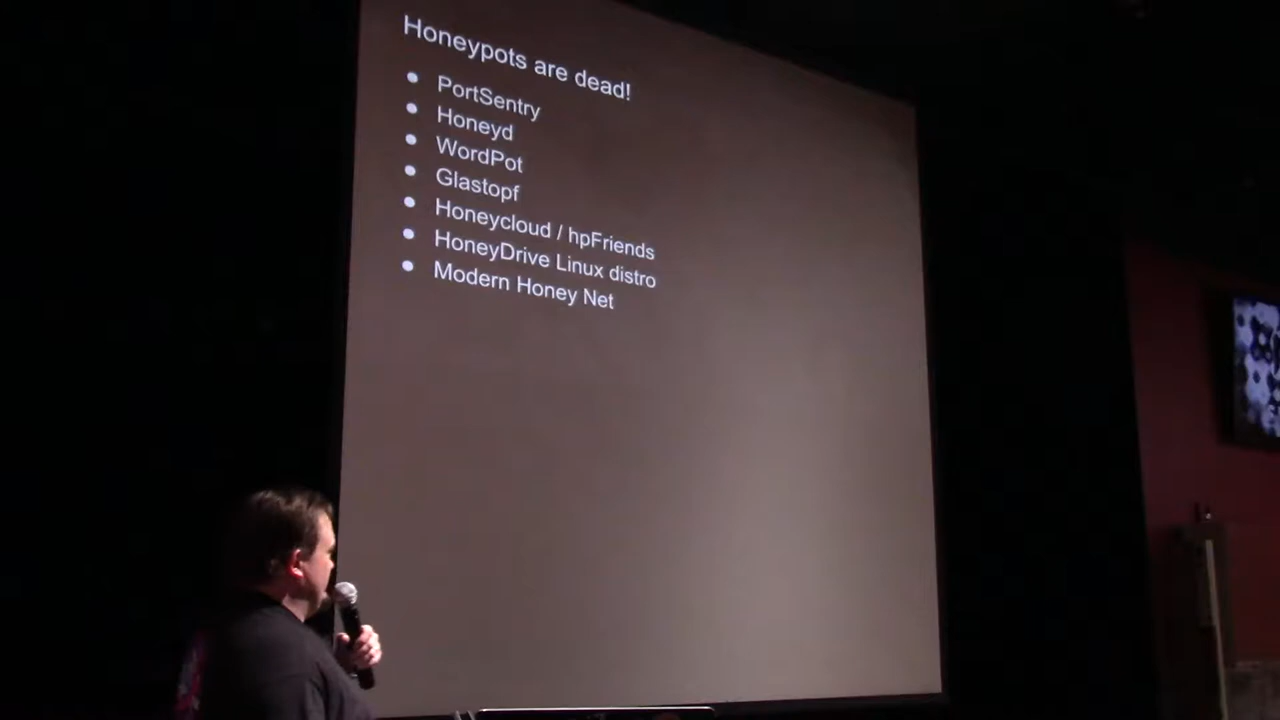 Honeypots are dead!
● PortSentry
● Honeyd
● WordPot
● Glastopf
● Honeycloud / hpFriends
● HoneyDrive Linux distro
● Modern Honey Net